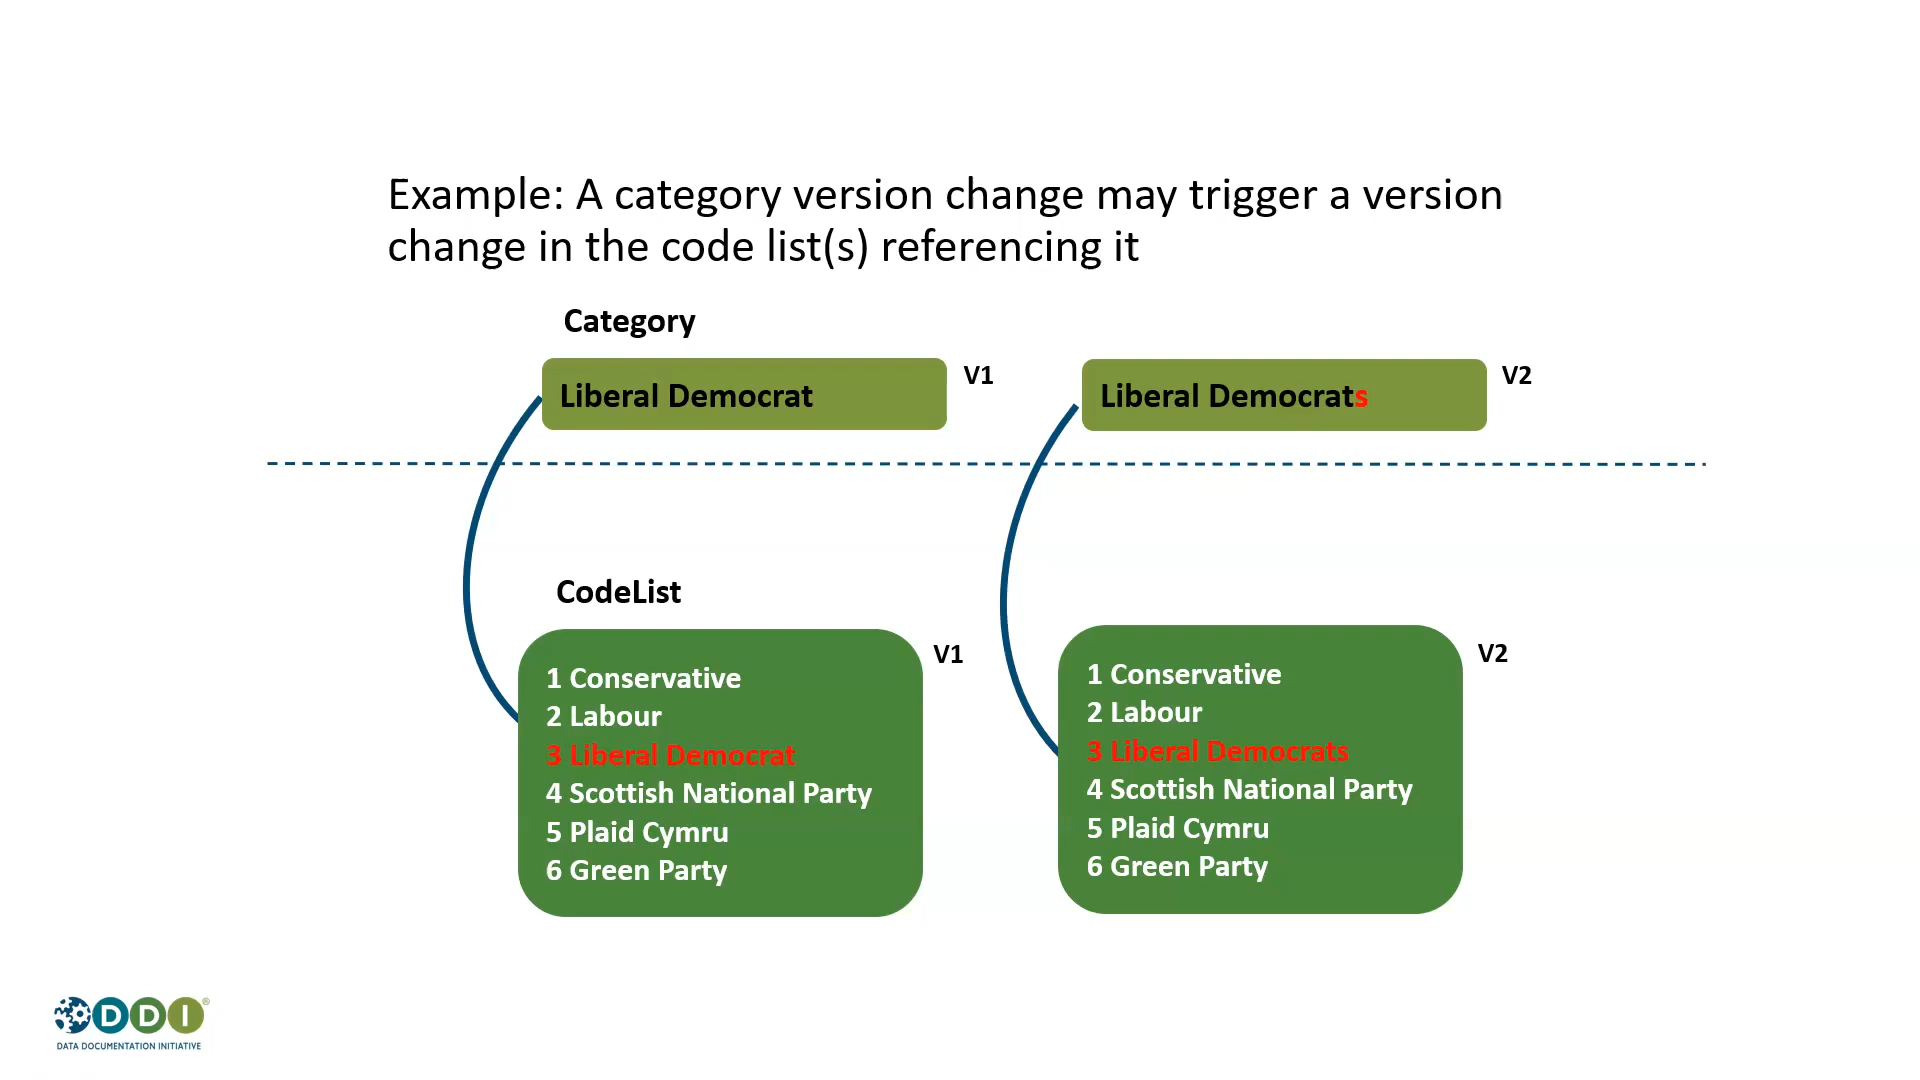 Example: A category version change may trigger a version
change in the code list(s) referencing it
Category
Liberal Democrat
V1
Liberal Democrats
V2
CodeList
V1
1 Conservative
2 Labour
3 Liberal Democrat
4 Scottish National Party
5 Plaid Cymru
6 Green Party
V2
1 Conservative
2 Labour
3 Liberal Democrats
4 Scottish National Party
5 Plaid Cymru
6 Green Party
DDI®
DATA DOCUMENTATION INITIATIVE